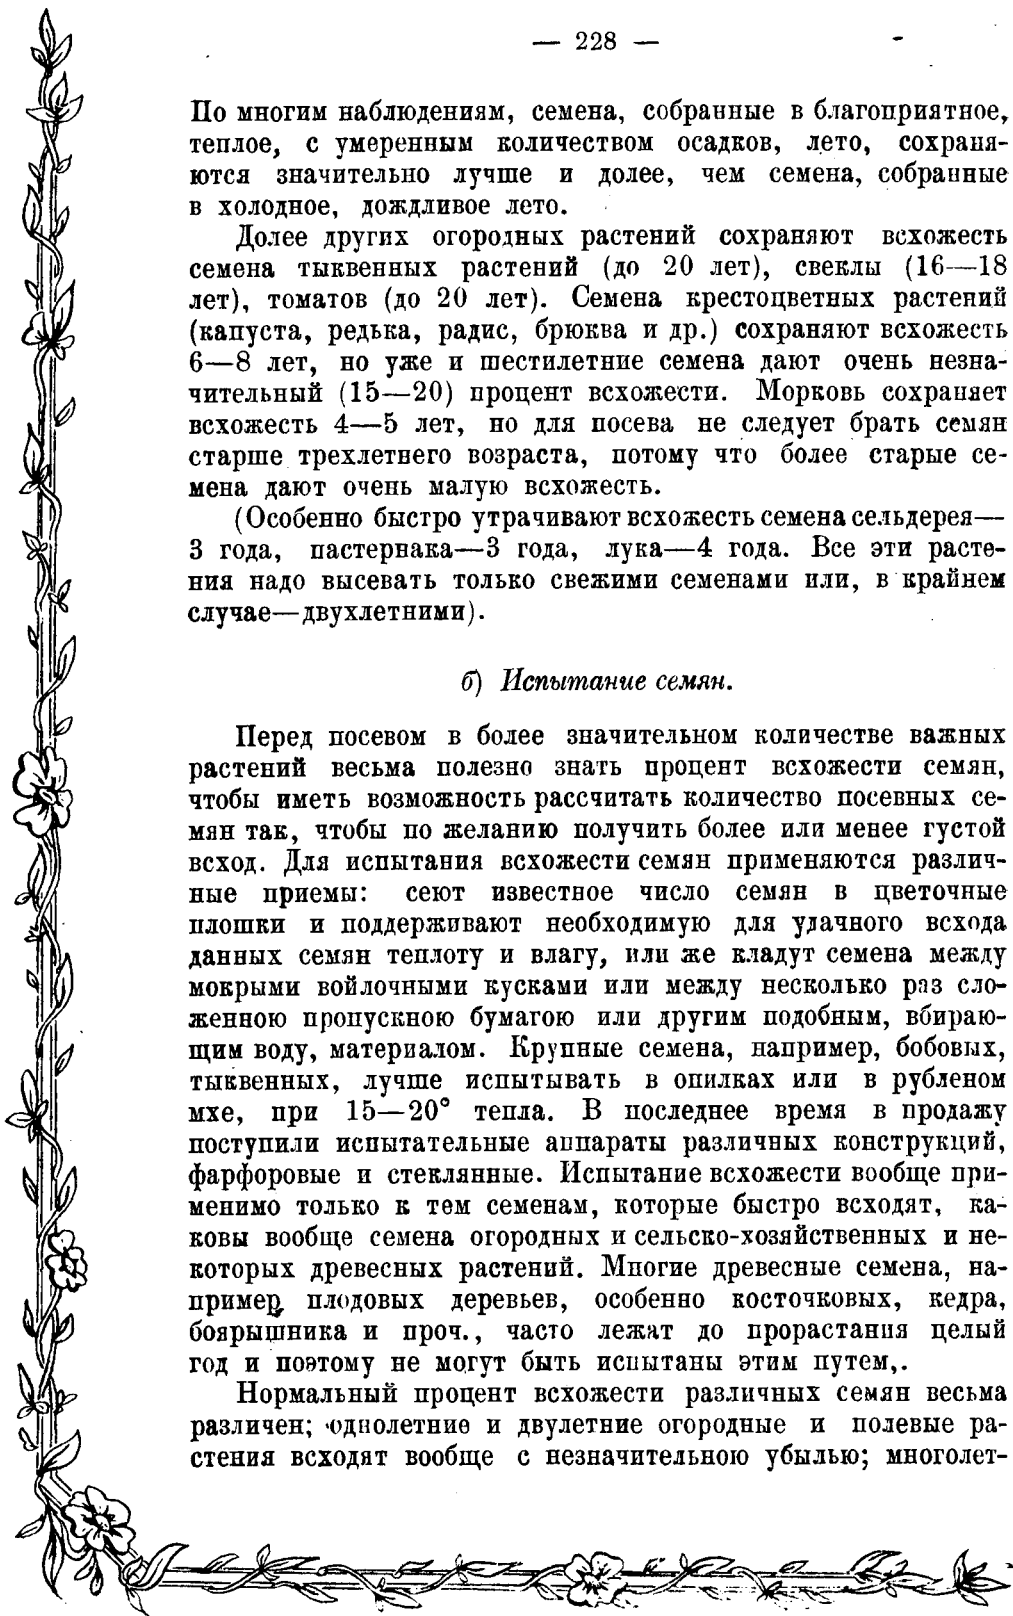 — 228 —
По многим наблюдениям, семена, собранные в благоприятное,
теплое, с умеренным количеством осадков, лето, сохраня-
ются значительно лучше и долее, чем семена, собранные
в холодное, дождливое лето.
Долее других огородных растений сохраняют всхожесть
семена тыквенных растений (до 20 лет), свеклы (16—18
лет), томатов (до 20 лет). Семена крестоцветных растений
(капуста, редька, радис, брюква и др.) сохраняют всхожесть
6—8 лет, но уже и шестилетние семена дают очень незна-
чительный (15—20) процент всхожести. Морковь сохраняет
всхожесть 4—5 лет, но для посева не следует брать семян
старше трехлетнего возраста, потому что более старые се-
мена дают очень малую всхожесть.
(Особенно быстро утрачивают всхожесть семена сельдерея—
3 года, пастернака—3 года, лука—4 года. Все эти расте-
ния надо высевать только свежими семенами или, в крайнем
случае—двухлетними).
б) Испытание семян.
Перед посевом в более значительном количестве важных
растений весьма полезно знать процент всхожести семян,
чтобы иметь возможность рассчитать количество посевных се-
мян так, чтобы по желанию получить более или менее густой
всход. Для испытания всхожести семян применяются различ-
ные приемы: сеют известное число семян в цветочные
плошки и поддерживают необходимую для удачного всхода
данных семян теплоту и влагу, или же кладут семена между
мокрыми войлочными кусками или между несколько раз сло-
женною пропускною бумагою или другим подобным, вбираю-
щим воду, материалом. Крупные семена, например, бобовых,
тыквенных, лучше испытывать в опилках или в рубленом
мхе, при 15—20° тепла. В последнее время в продажу
поступили испытательные аппараты различных конструкций,
фарфоровые и стеклянные. Испытание всхожести вообще при-
менимо только к тем семенам, которые быстро всходят, ка-
ковы вообще семена огородных и сельско-хозяйственных и не-
которых древесных растений. Многие древесные семена, на-
пример, плодовых деревьев, особенно косточковых, кедра,
боярышника и проч., часто лежат до прорастания целый
год и поэтому не могут быть испытаны этим путем,.
Нормальный процент всхожести различных семян весьма
различен; однолетние и двулетние огородные и полевые ра-
стения всходят вообще с незначительною убылью; многолет-